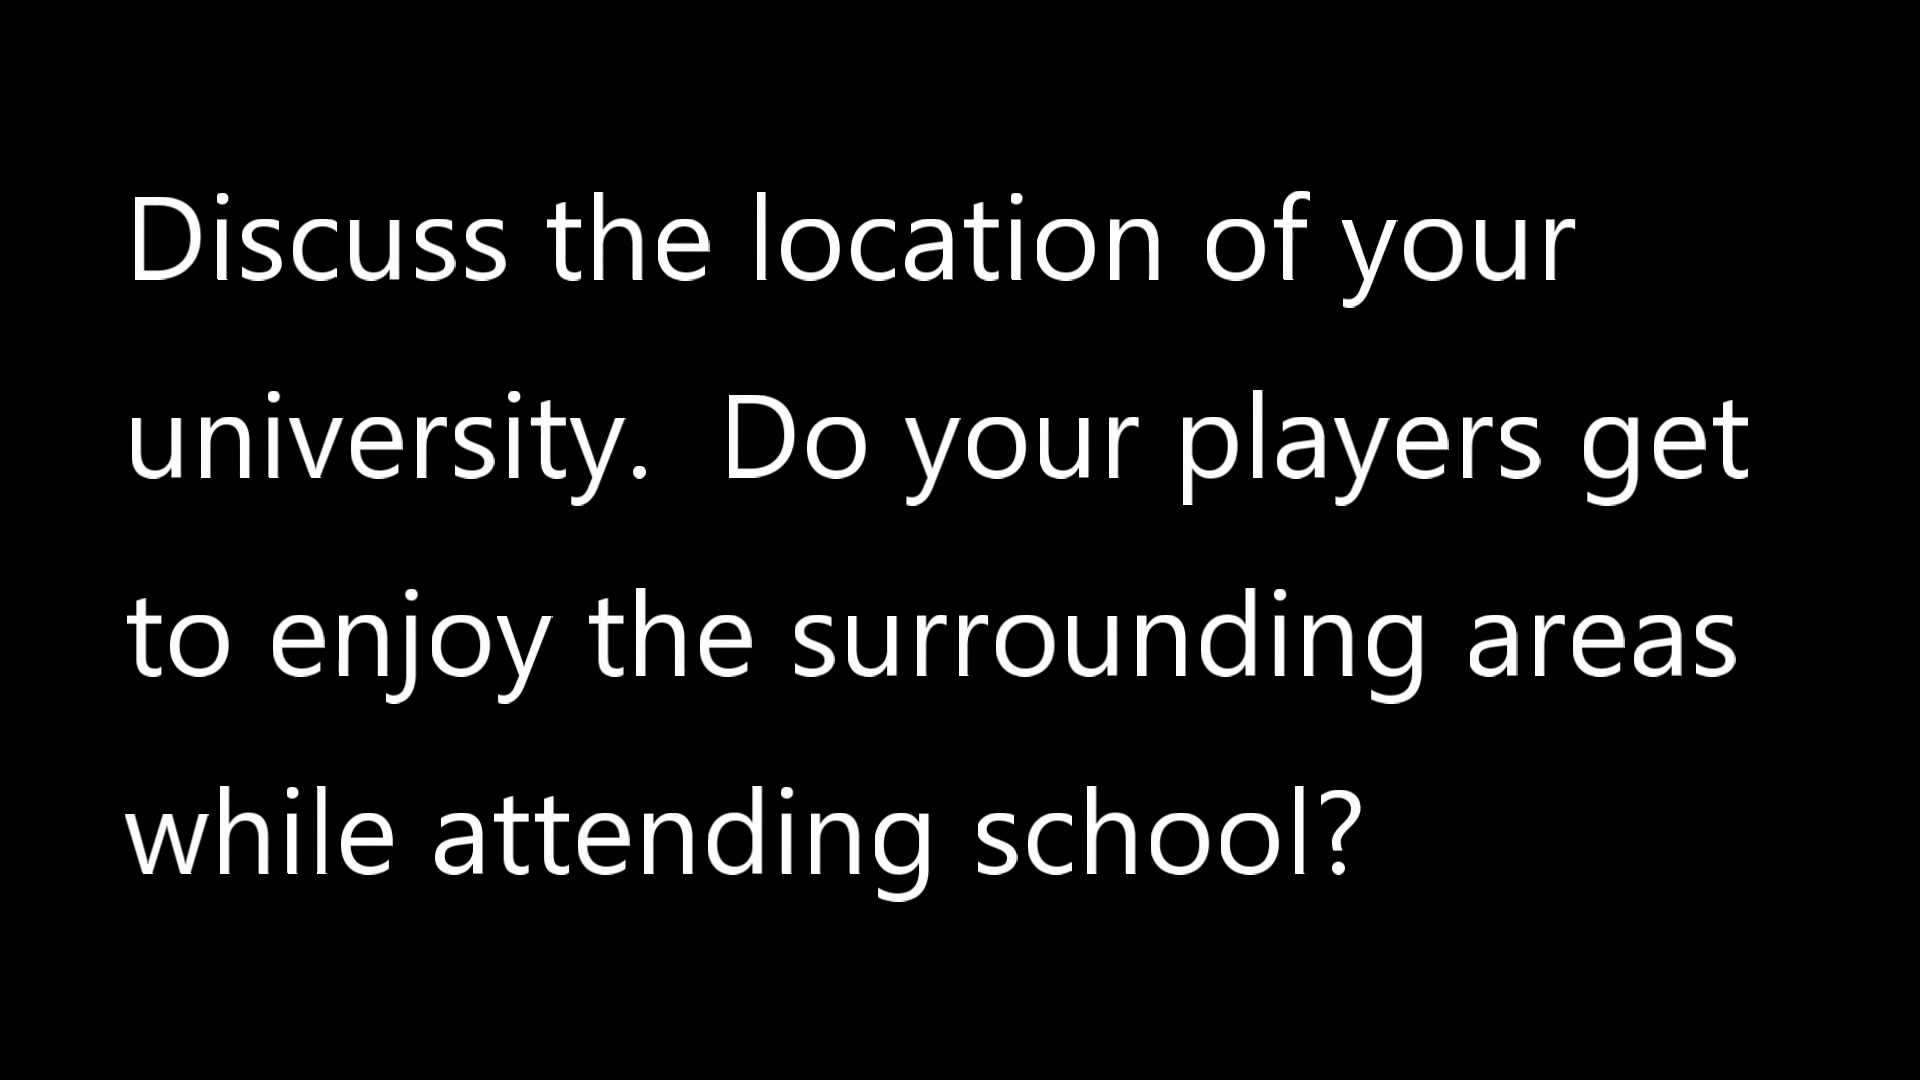 Discuss the location of your
university.  Do your players get
to enjoy the surrounding areas
while attending school?